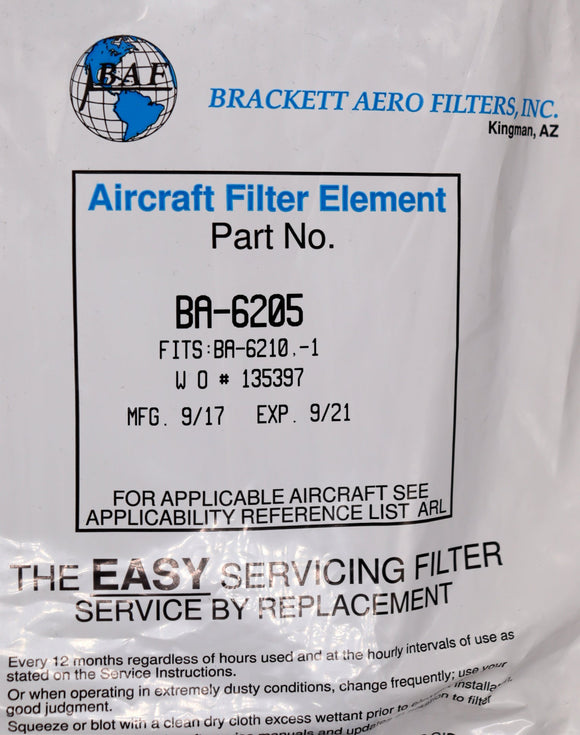 BAF
BRACKETT AERO FILTERS, INC.
Kingman, AZ
Aircraft Filter Element
Part No.
BA-6205
FITS:BA-6210,-1
W O # 135397
MFG. 9/17 EXP. 9/21
FOR APPLICABLE AIRCRAFT SEE
APPLICABILITY REFERENCE LIST ARL
THE EASY SERVICING FILTER
SERVICE BY REPLACEMENT
Every 12 months regardless of hours used and at the hourly intervals of use as
stated on the Service Instructions.
Or when operating in extremely dusty conditions, change frequently; use your
good judgment.
Squeeze or blot with a clean dry cloth excess wettant prior to
to filter
manuals and